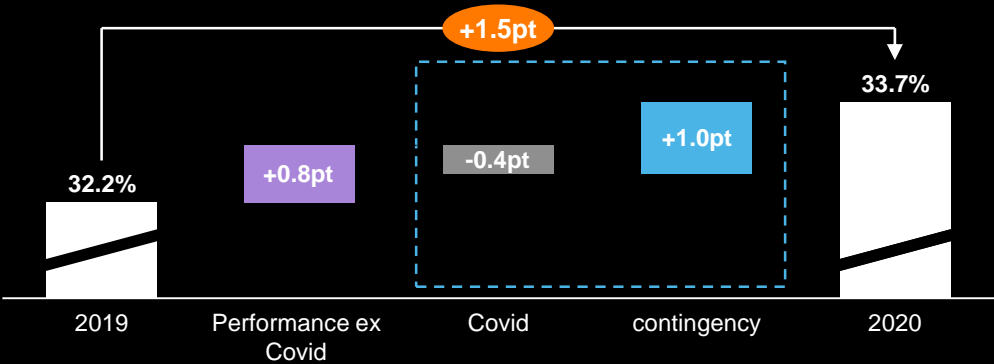 +1.5pt
33.7%
+1.0pt
-0.4pt
+0.8pt
32.2%
2019
Performance ex
Covid
Covid
contingency
2020